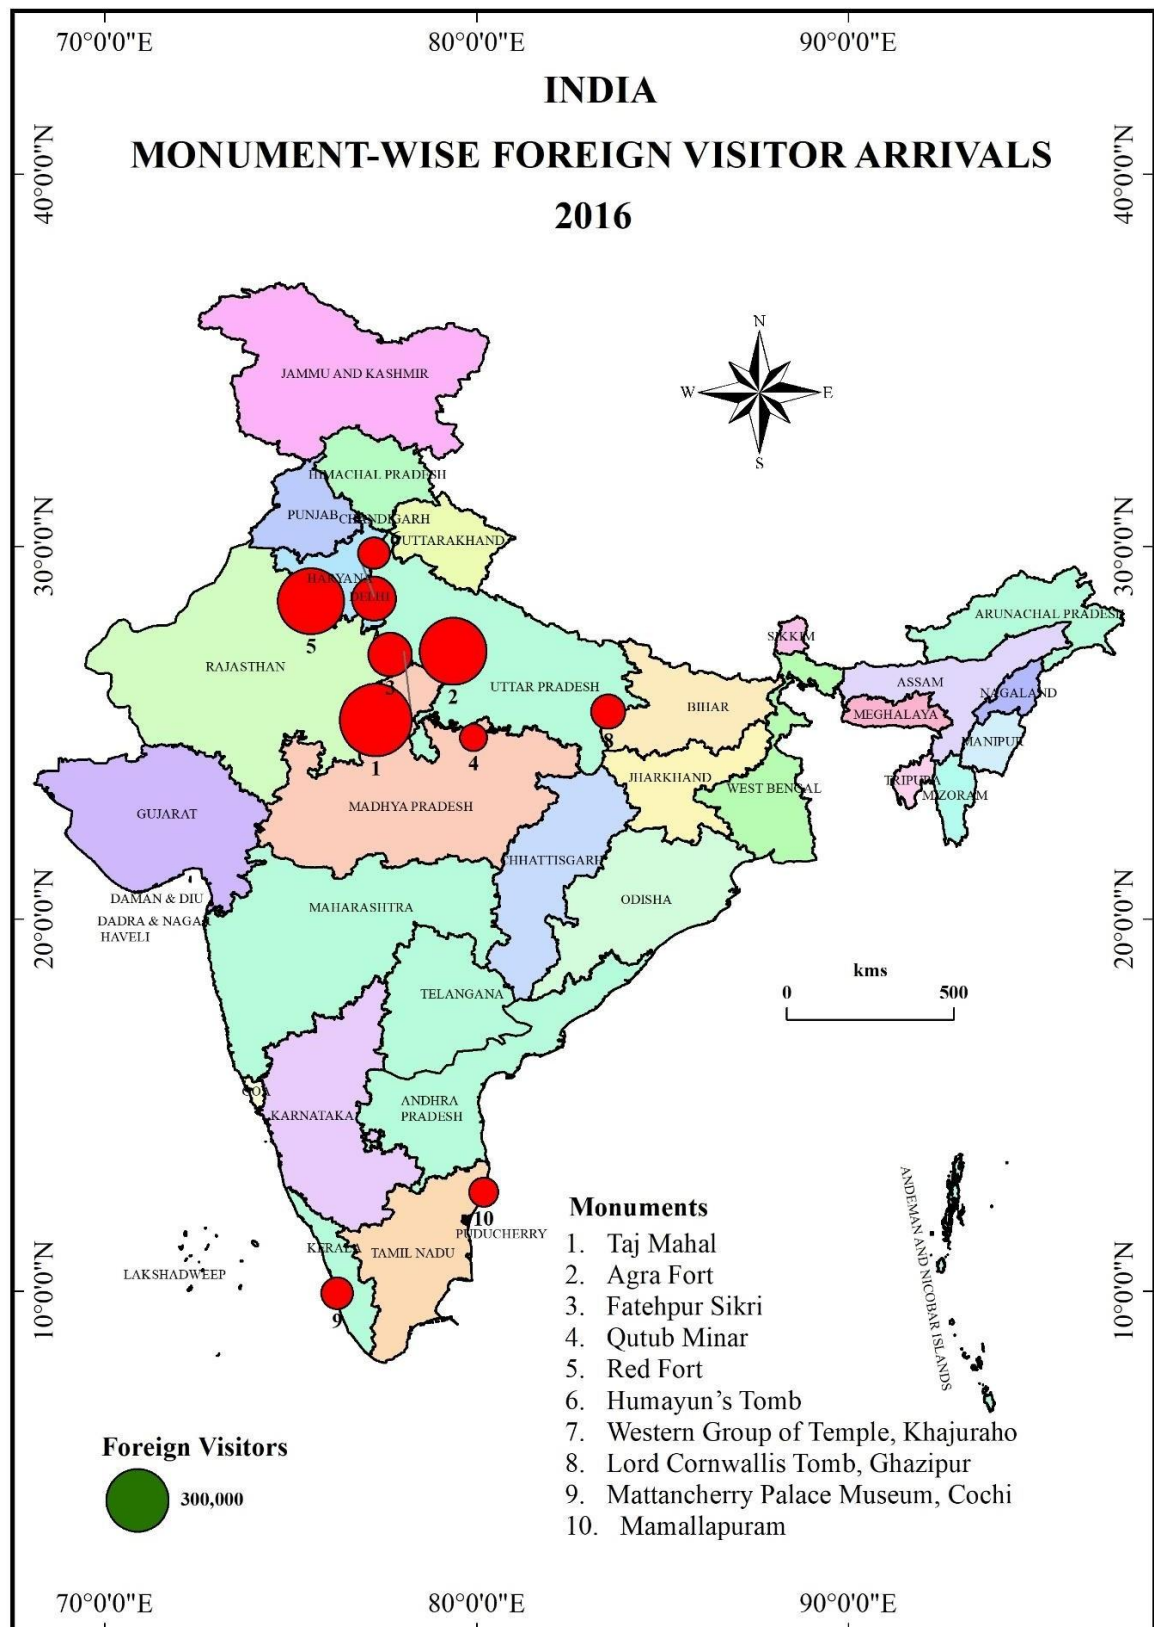 70°0'0"E 80°0'0"E 90°0'0"E
INDIA
MONUMENT-WISE FOREIGN VISITOR ARRIVALS
2016
40°0'0"N 40°0'0"N
N
W E
S
JAMMU AND KASHMIR
HIMACHAL PRADESH
PUNJAB
CHANDIGARH
UTTARAKHAND
30°0'0"N 30°0'0"N
HARYANA
DELHI
ARUNACHAL PRADESH
5
SIKKIM
RAJASTHAN
3
2
UTTAR PRADESH
ASSAM
NAGALAND
BIHAR
MEGHALAYA
8
MANIPUR
1
4
JHARKHAND
TRIPURA
WEST BENGAL
MIZORAM
MADHYA PRADESH
GUJARAT
CHHATTISGARH
DAMAN & DIU
ODISHA
MAHARASHTRA
DADRA & NAGAR
HAVELI
20°0'0"N 20°0'0"N
kms
0 500
TELANGANA
GOA
KARNATAKA
ANDHRA
PRADESH
10
PUDUCHERRY
KERALA
TAMIL NADU
LAKSHADWEEP
9
10°0'0"N 10°0'0"N
ANDEMAN AND NICOBAR ISLANDS
Monuments
1. Taj Mahal
2. Agra Fort
3. Fatehpur Sikri
4. Qutub Minar
5. Red Fort
6. Humayun's Tomb
7. Western Group of Temple, Khajuraho
8. Lord Cornwallis Tomb, Ghazipur
9. Mattancherry Palace Museum, Cochi
10. Mamallapuram
Foreign Visitors
300,000
70°0'0"E 80°0'0"E 90°0'0"E